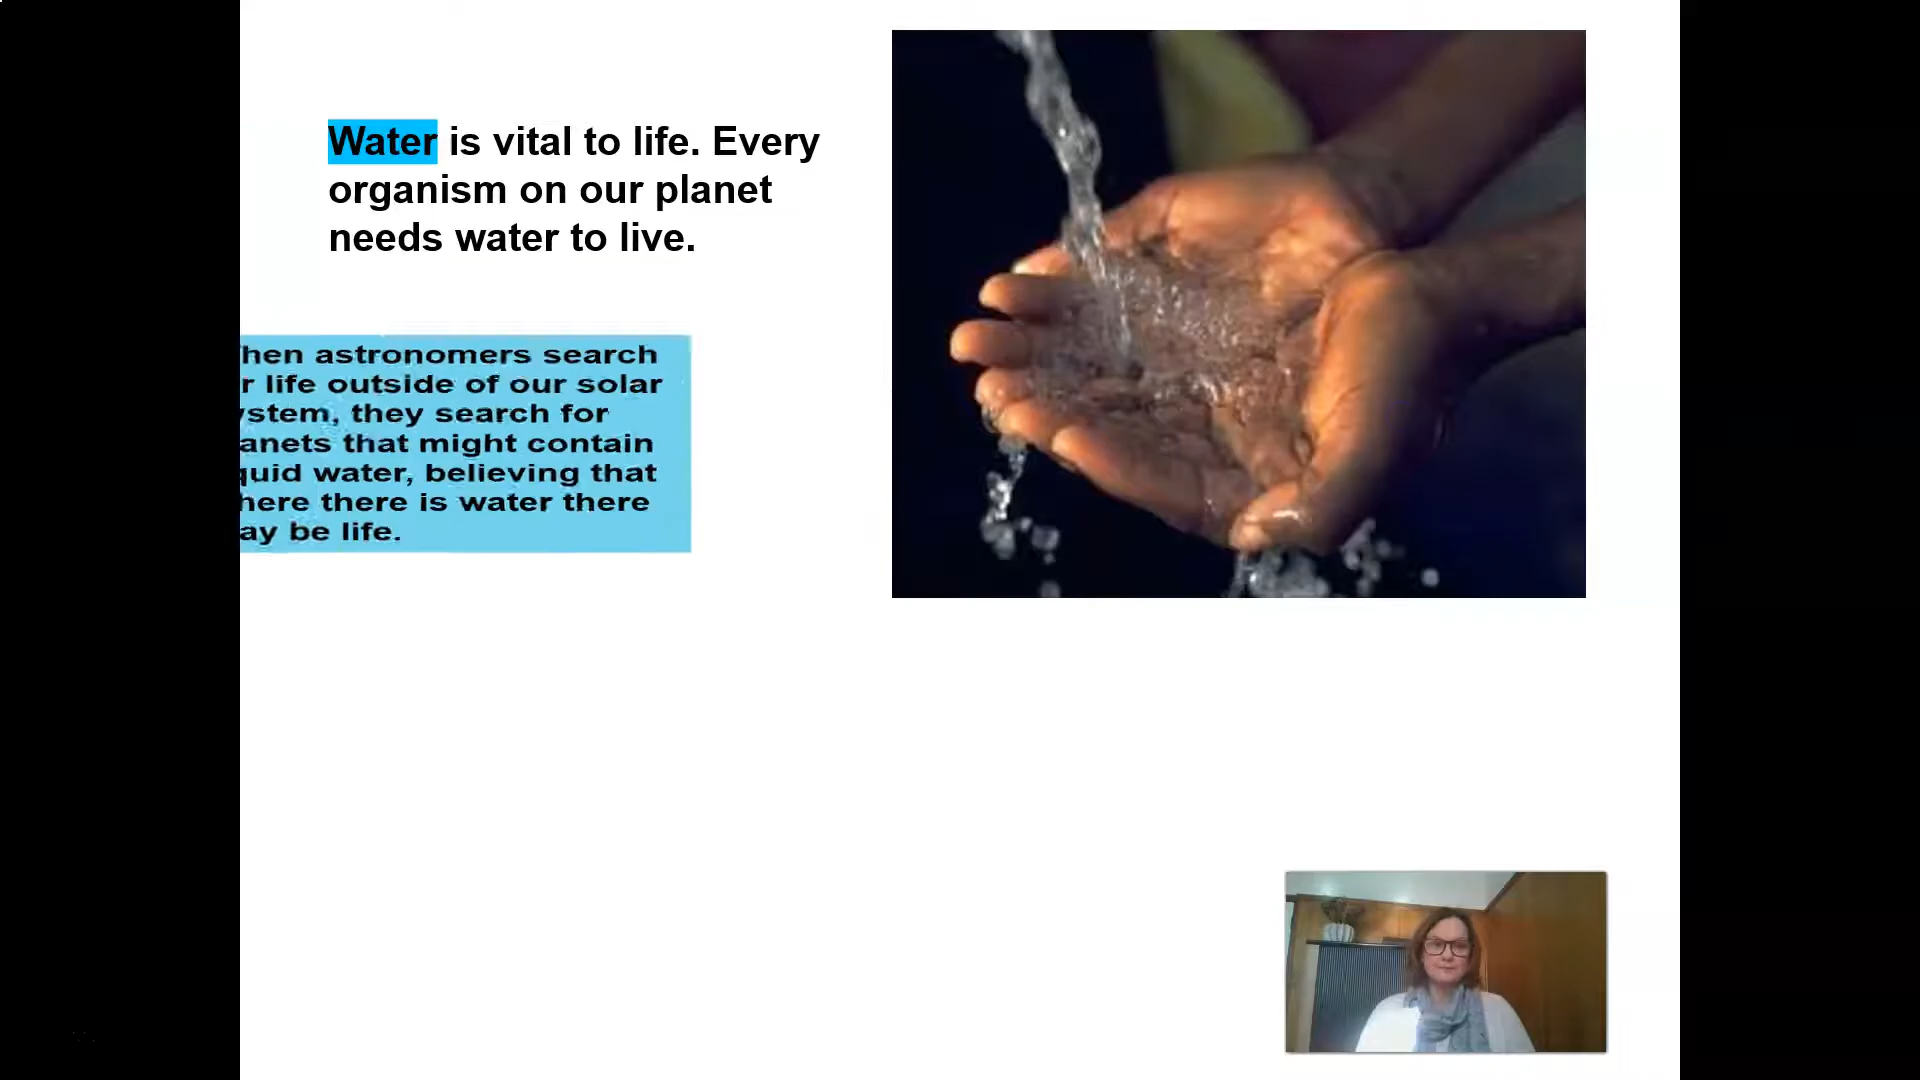 Water is vital to life. Every
organism on our planet
needs water to live.
hen astronomers search
r life outside of our solar
ystem, they search for
anets that might contain
quid water, believing that
here there is water there
ay be life.